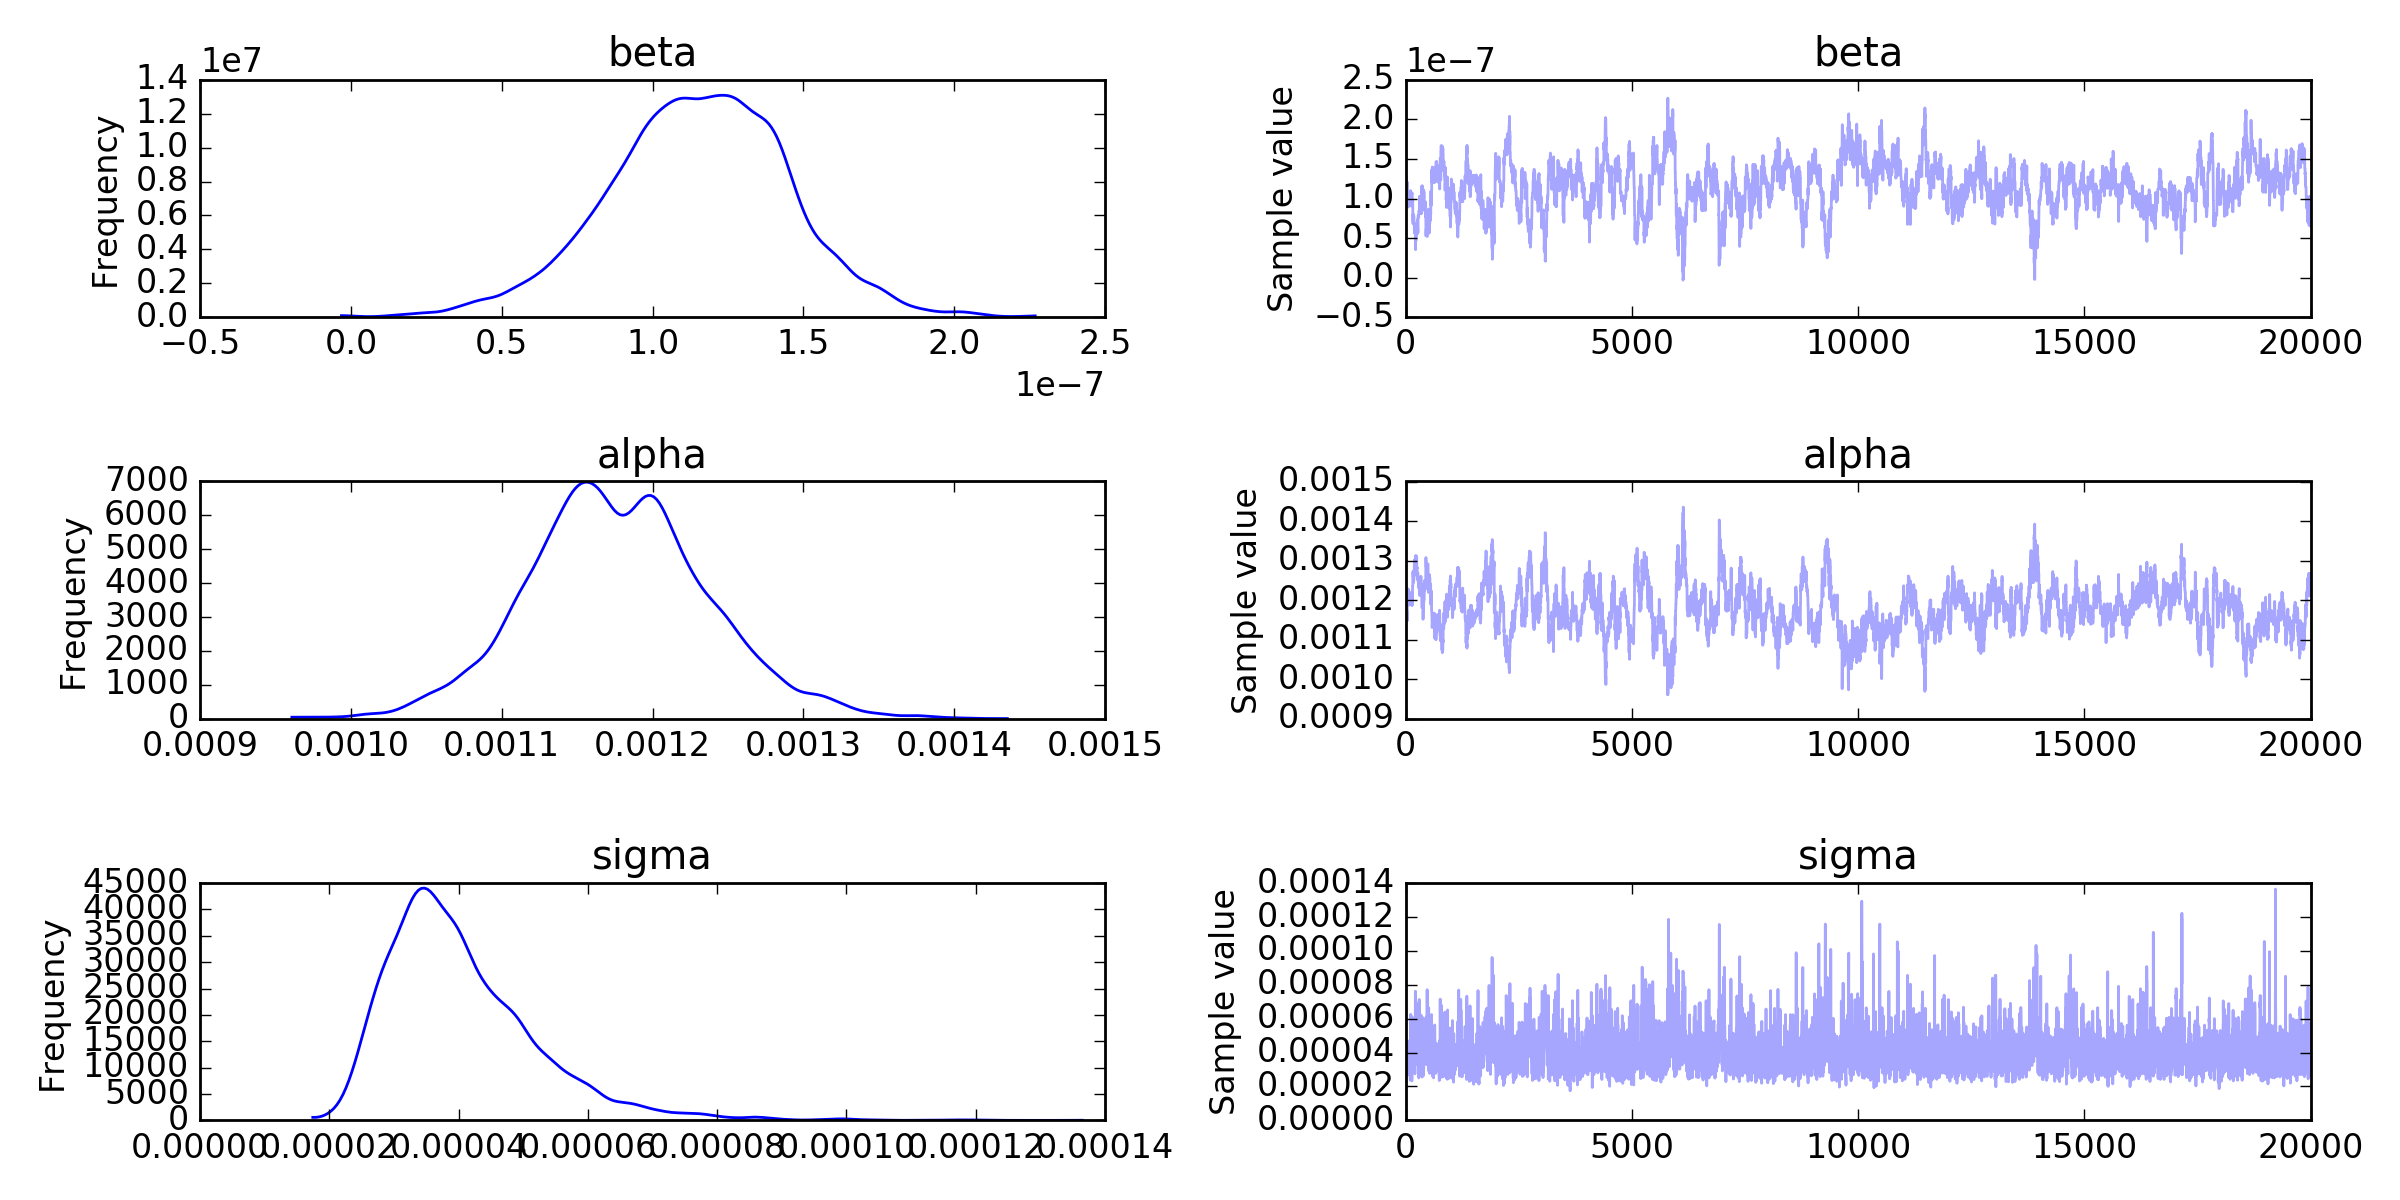 beta
1e7
Frequency
1.4
1.2
1.0
0.8
0.6
0.4
0.2
0.0
−0.5 0.0 0.5 1.0 1.5 2.0 2.5
1e−7
beta
1e−7
Sample value
2.5
2.0
1.5
1.0
0.5
0.0
−0.5
0 5000 10000 15000 20000
alpha
Frequency
7000
6000
5000
4000
3000
2000
1000
0
0.0009 0.0010 0.0011 0.0012 0.0013 0.0014 0.0015
alpha
Sample value
0.0015
0.0014
0.0013
0.0012
0.0011
0.0010
0.0009
0 5000 10000 15000 20000
sigma
Frequency
45000
40000
35000
30000
25000
20000
15000
10000
5000
0
0.00000 0.00002 0.00004 0.00006 0.00008 0.00010 0.00012 0.00014
sigma
Sample value
0.00014
0.00012
0.00010
0.00008
0.00006
0.00004
0.00002
0.00000
0 5000 10000 15000 20000